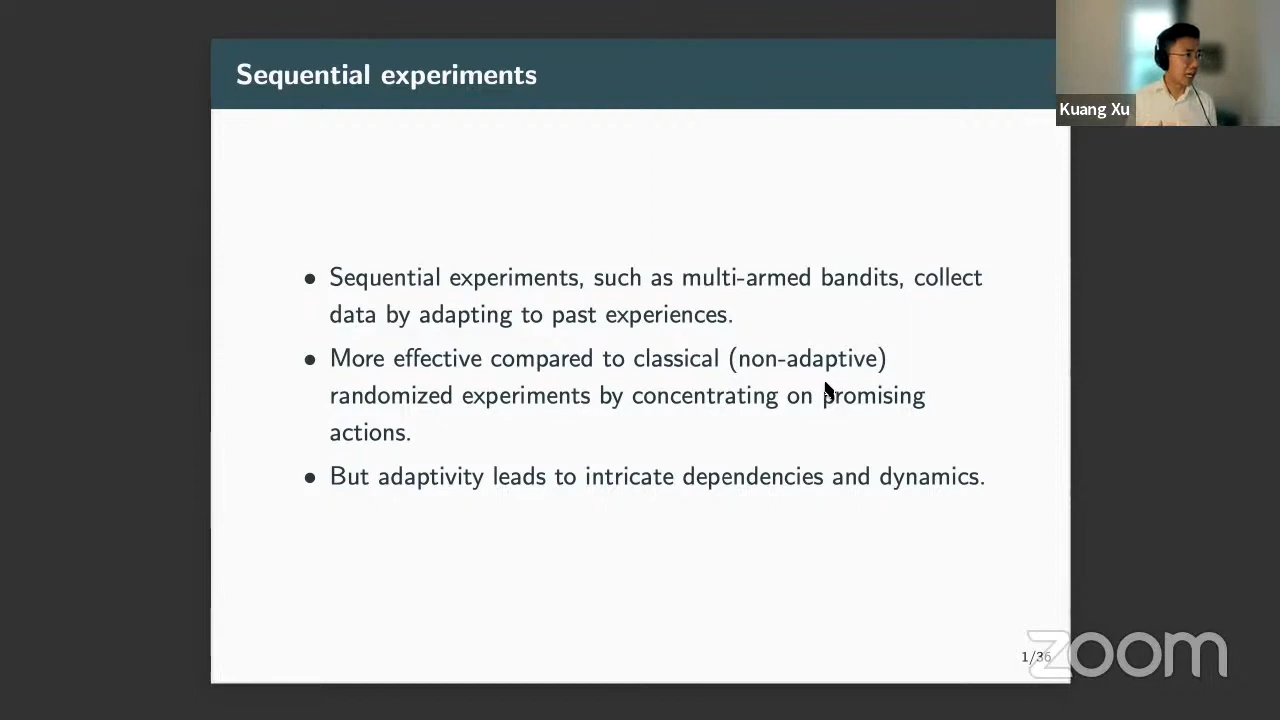 Sequential experiments
Kuang Xu
• Sequential experiments, such as multi-armed bandits, collect
data by adapting to past experiences.
• More effective compared to classical (non-adaptive)
randomized experiments by concentrating on promising
actions.
• But adaptivity leads to intricate dependencies and dynamics.
1/36
zoom